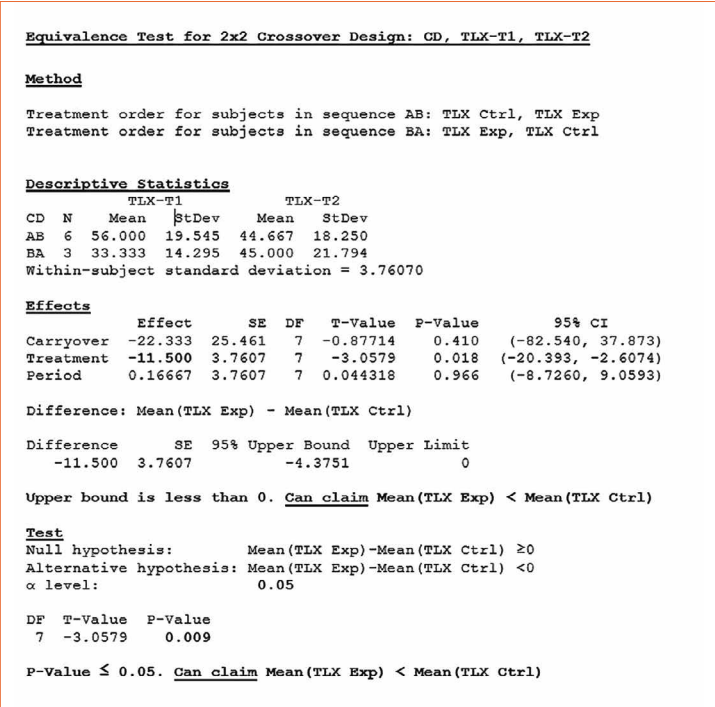 Equivalence Test for 2x2 Crossover Design: CD, TLX-T1, TLX-T2
Method
Treatment order for subjects in sequence AB: TLX Ctrl, TLX Exp
Treatment order for subjects in sequence BA: TLX Exp, TLX Ctrl
Descriptive Statistics
TLX-T1 TLX-T2
CD N Mean StDev Mean StDev
AB 6 56.000 19.545 44.667 18.250
BA 3 33.333 14.295 45.000 21.794
Within-subject standard deviation = 3.76070
Effects
Effect SE DF T-Value P-Value 95% CI
Carryover -22.333 25.461 7 -0.87714 0.410 (-82.540, 37.873)
Treatment -11.500 3.7607 7 -3.0579 0.018 (-20.393, -2.6074)
Period 0.16667 3.7607 7 0.044318 0.966 (-8.7260, 9.0593)
Difference: Mean(TLX Exp) - Mean(TLX Ctrl)
Difference SE 95% Upper Bound Upper Limit
-11.500 3.7607 -4.3751 0
Upper bound is less than 0. Can claim Mean(TLX Exp) < Mean(TLX Ctrl)
Test
Null hypothesis: Mean(TLX Exp)-Mean(TLX Ctrl) ≥0
Alternative hypothesis: Mean(TLX Exp)-Mean(TLX Ctrl) <0
α level: 0.05
DF T-Value P-Value
7 -3.0579 0.009
P-Value ≤ 0.05. Can claim Mean(TLX Exp) < Mean(TLX Ctrl)